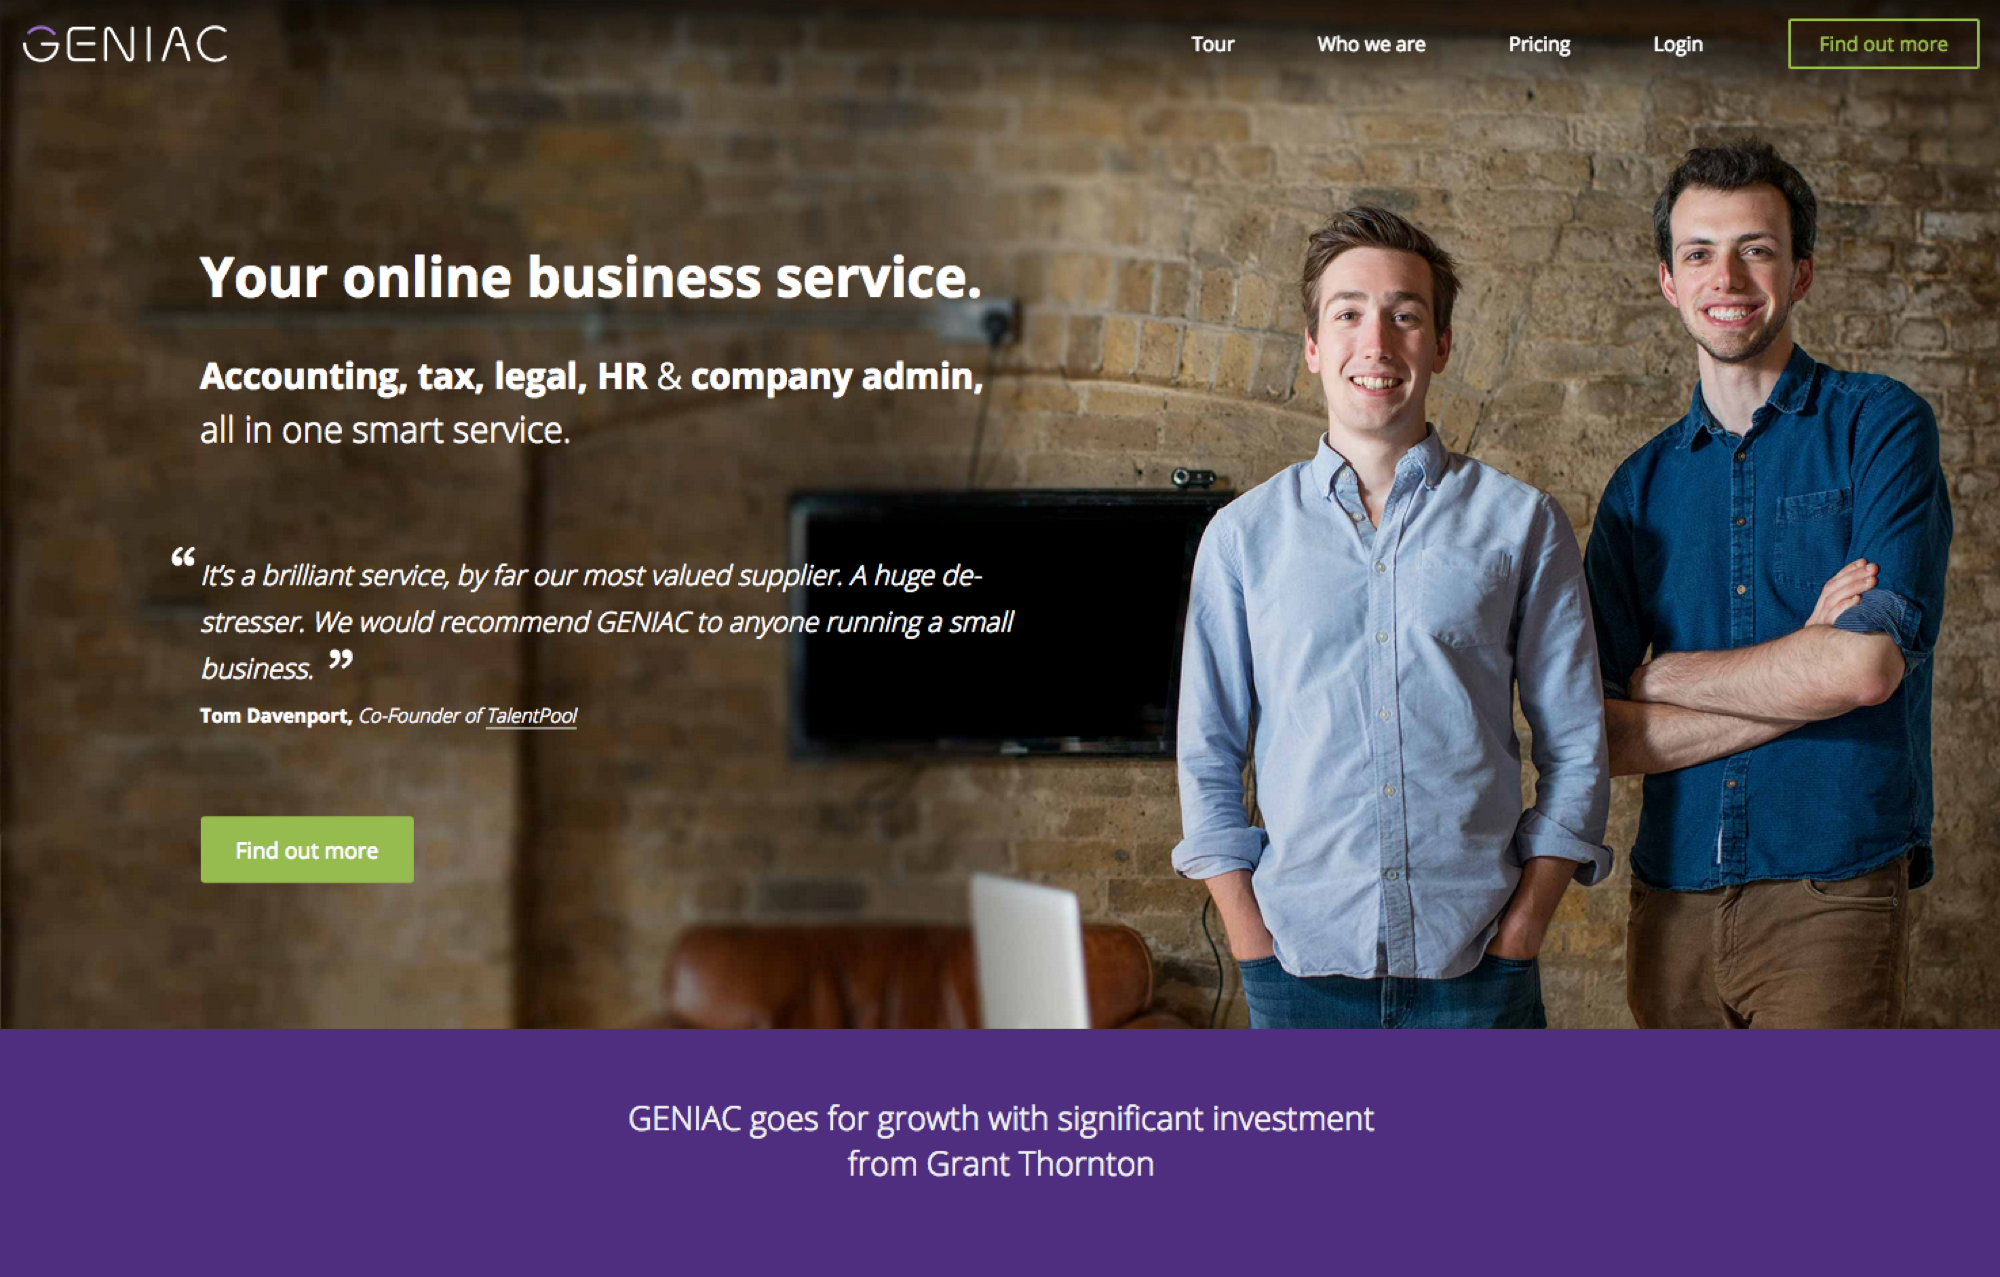 GENIAC
Tour
Who we are
Pricing
Login
Find out more
Your online business service.
Accounting, tax, legal, HR & company admin,
all in one smart service.
“ It’s a brilliant service, by far our most valued supplier. A huge de-
stresser. We would recommend GENIAC to anyone running a small
business. ”
Tom Davenport, Co-Founder of TalentPool
Find out more
GENIAC goes for growth with significant investment
from Grant Thornton